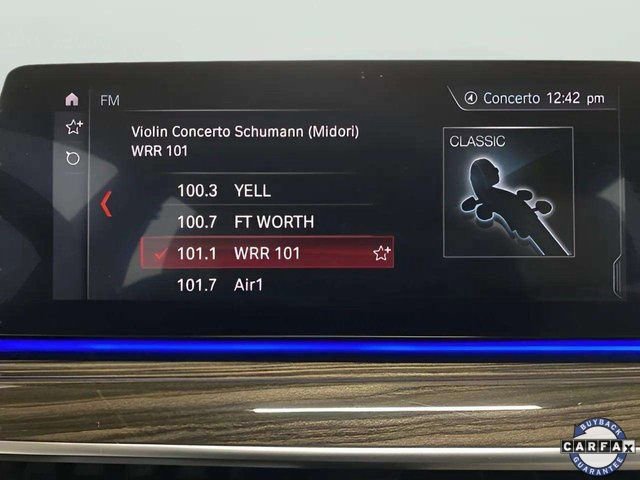 FM
Concerto 12:42 pm
Violin Concerto Schumann (Midori)
WRR 101
CLASSIC
100.3 YELL
100.7 FT WORTH
101.1 WRR 101
101.7 Air1
BUYBACK
CARFAX
GUARANTEE